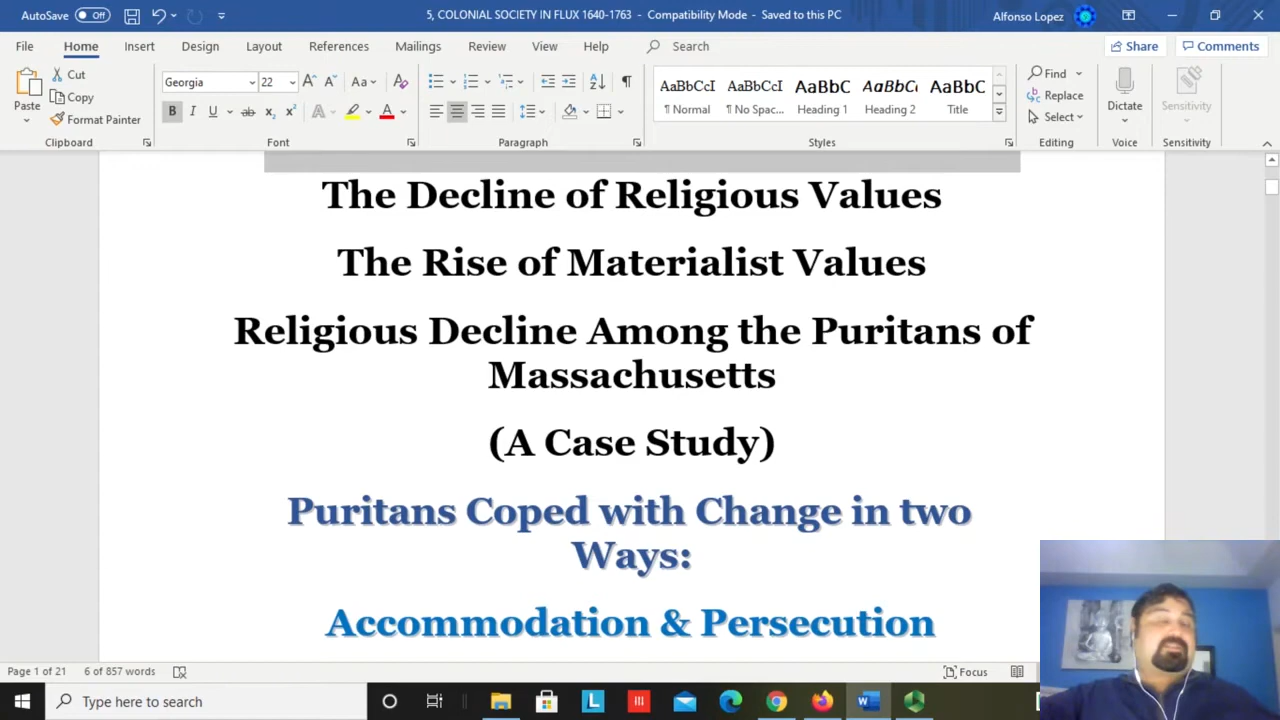 AutoSave Off 5, COLONIAL SOCIETY IN FLUX 1640-1763 - Compatibility Mode - Saved to this PC Alfonso Lopez
File Home Insert Design Layout References Mailings Review View Help Search Share Comments
Paste Cut Copy Format Painter
Georgia 22
AaBbCcI AaBbCcI AaBbC AaBbC AaBbC
Normal No Spac... Heading 1 Heading 2 Title
Find Replace Select
Dictate Sensitivity
Clipboard Font Paragraph Styles Editing Voice Sensitivity
The Decline of Religious Values
The Rise of Materialist Values
Religious Decline Among the Puritans of
Massachusetts
(A Case Study)
Puritans Coped with Change in two
Ways:
Accommodation & Persecution
Page 1 of 21 6 of 857 words Focus
Type here to search